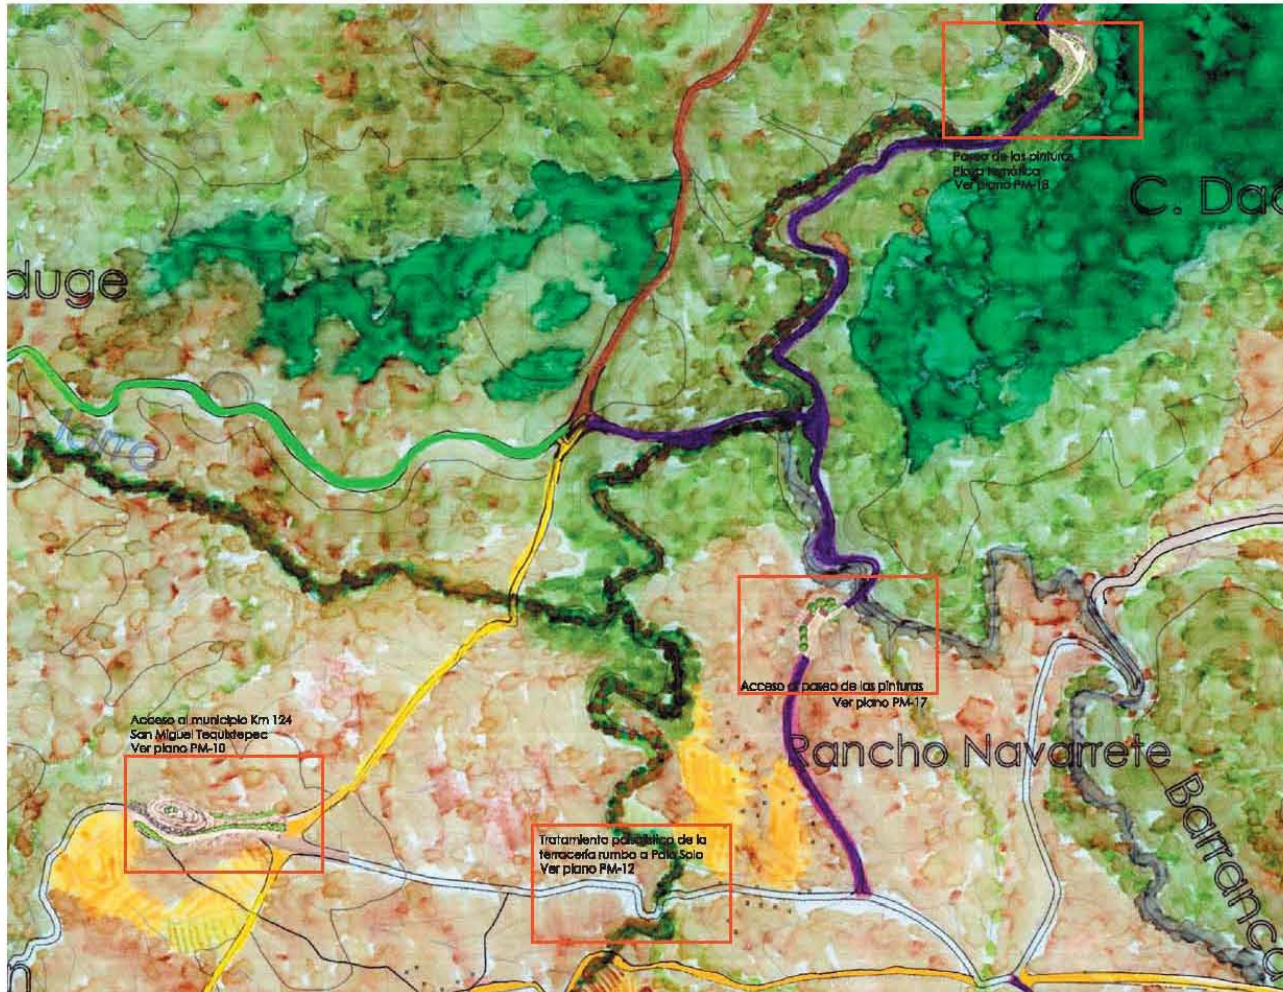 Paseo de las pinturas
Playa temática
Ver plano PM-18
C. Dac
duge
Acceso al paseo de las pinturas
Ver plano PM-17
Acceso al municipio Km 124
San Miguel Tequixtepec
Ver plano PM-10
Rancho Navarrete
Barranca
Tratamiento paisajístico de la
terracería rumbo a Palo Solo
Ver plano PM-12
n